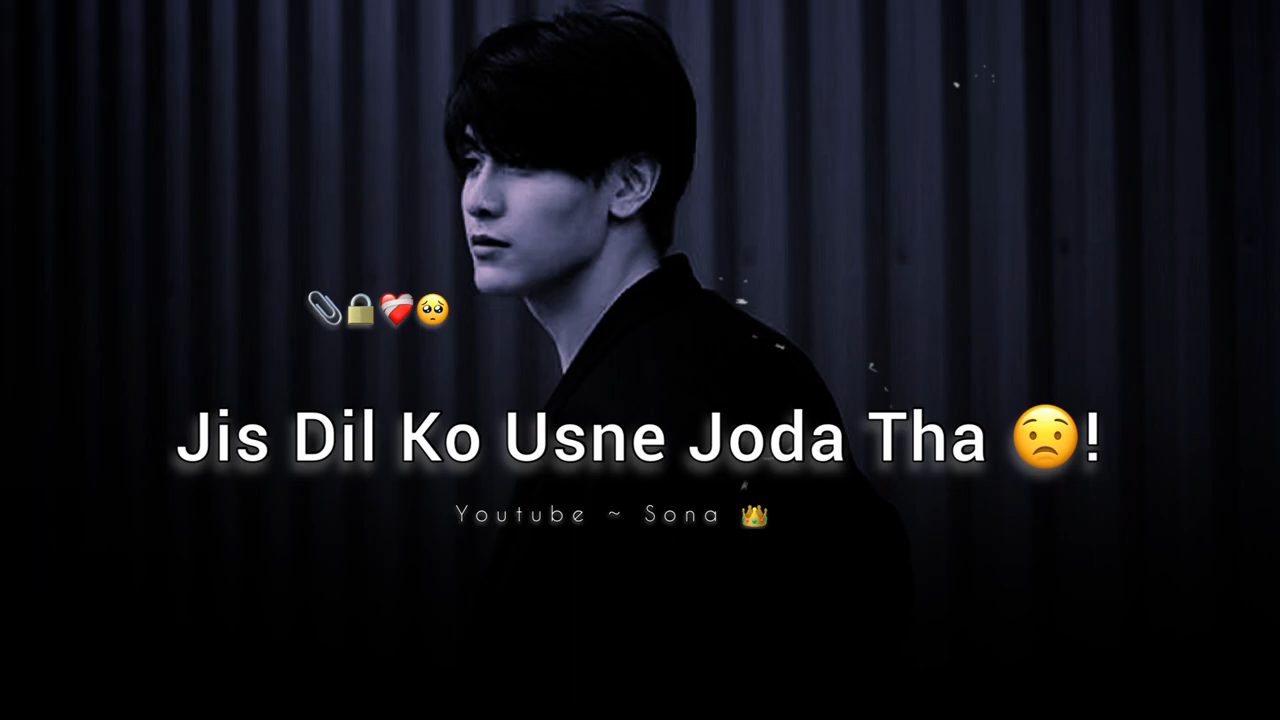 📎🔒❤️‍🩹🥺
Jis Dil Ko Usne Joda Tha 😟!
Youtube ~ Sona 👑